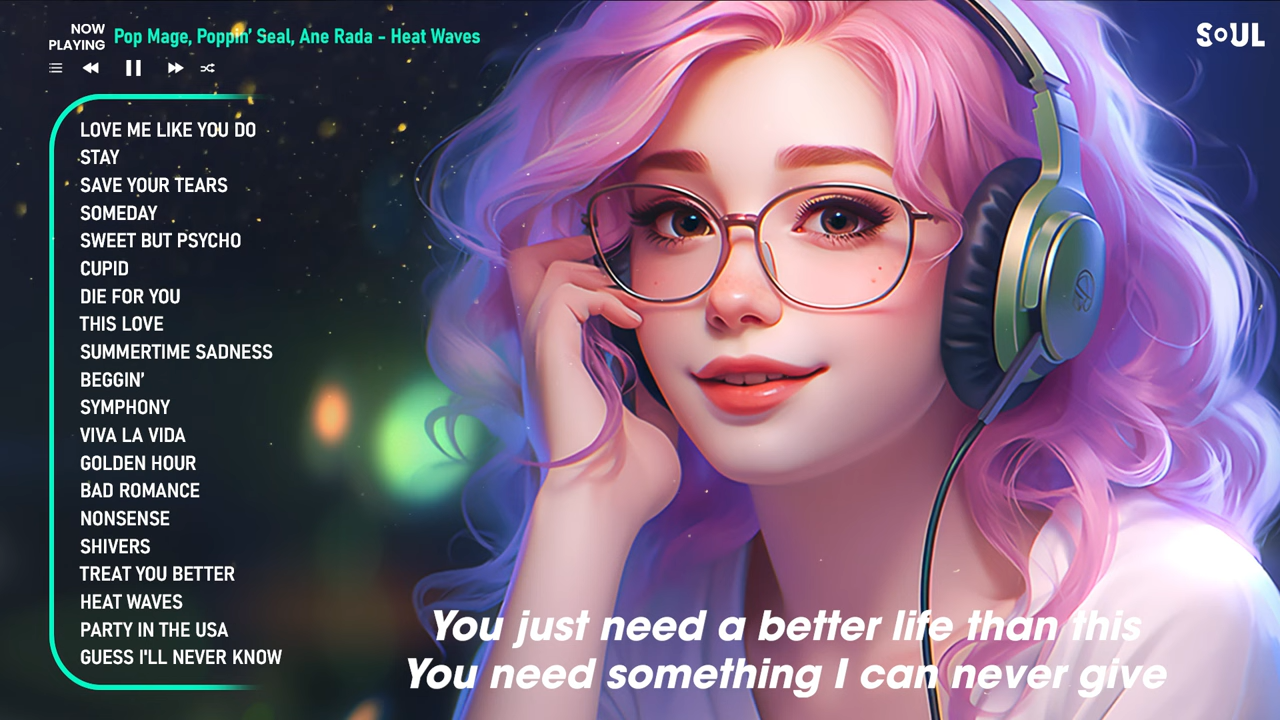 NOW PLAYING Pop Mage, Poppin' Seal, Ane Rada - Heat Waves
SOUL
LOVE ME LIKE YOU DO
STAY
SAVE YOUR TEARS
SOMEDAY
SWEET BUT PSYCHO
CUPID
DIE FOR YOU
THIS LOVE
SUMMERTIME SADNESS
BEGGIN'
SYMPHONY
VIVA LA VIDA
GOLDEN HOUR
BAD ROMANCE
NONSENSE
SHIVERS
TREAT YOU BETTER
HEAT WAVES
PARTY IN THE USA
GUESS I'LL NEVER KNOW
You just need a better life than this
You need something I can never give